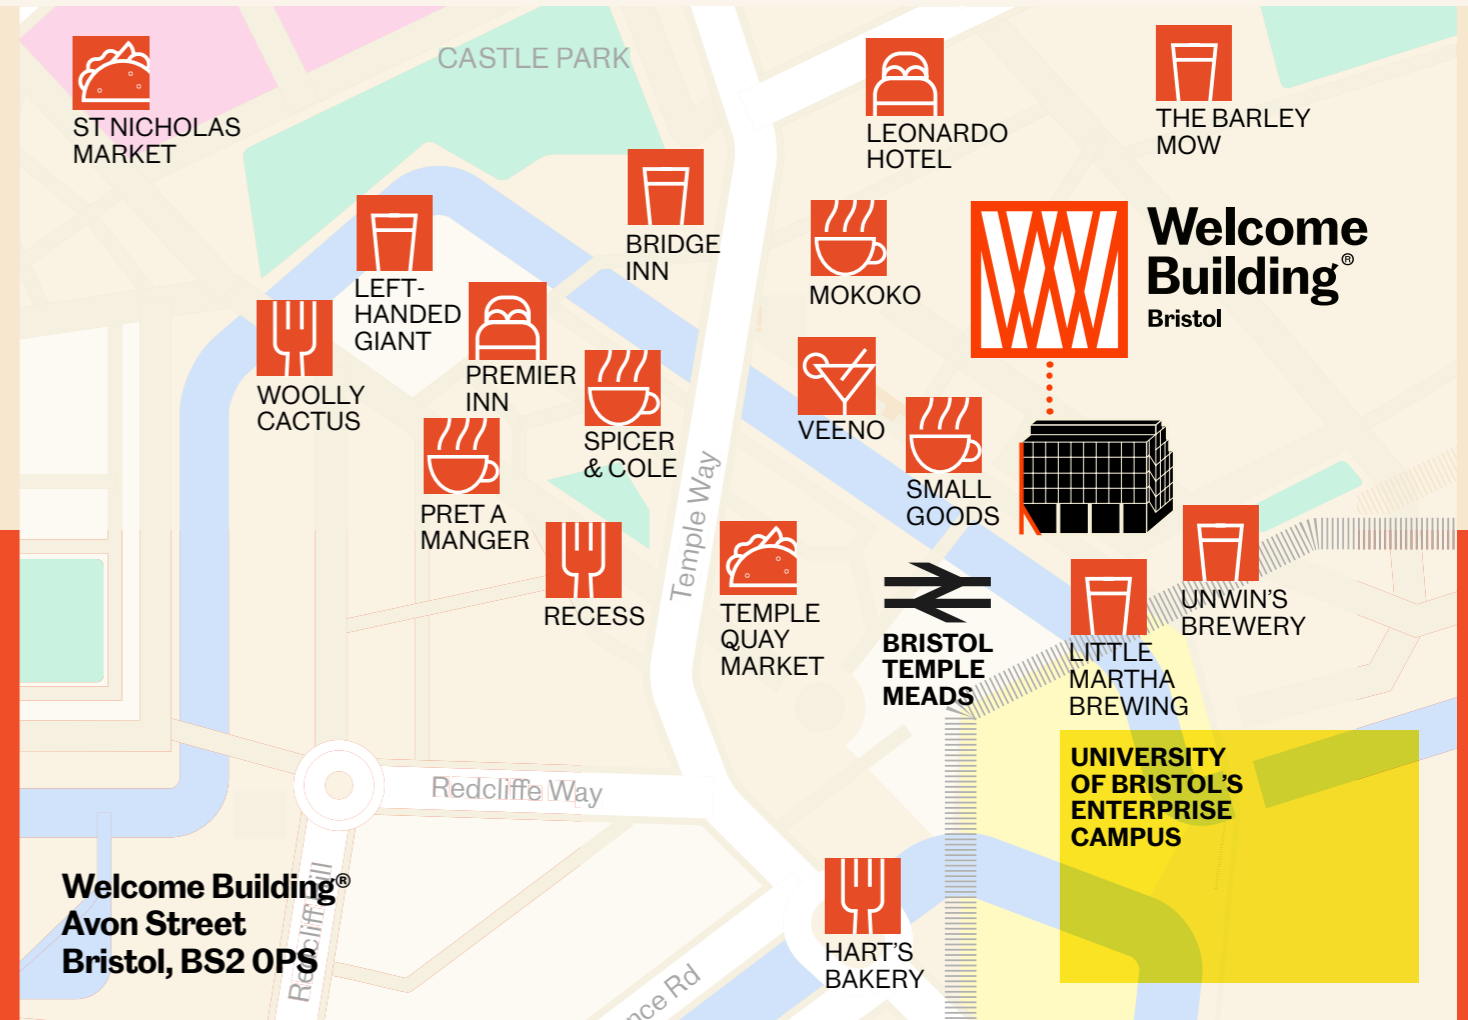 CASTLE PARK
ST NICHOLAS
MARKET
LEONARDO
HOTEL
THE BARLEY
MOW
BRIDGE
INN
Welcome
Building®
Bristol
LEFT-
HANDED
GIANT
MOKOKO
WOOLLY
CACTUS
PREMIER
INN
SPICER
& COLE
VEENO
SMALL
GOODS
PRET A
MANGER
Temple Way
RECESS
TEMPLE
QUAY
MARKET
BRISTOL
TEMPLE
MEADS
UNWIN'S
BREWERY
LITTLE
MARTHA
BREWING
UNIVERSITY
OF BRISTOL'S
ENTERPRISE
CAMPUS
Redcliffe Way
Welcome Building®
Avon Street
Bristol, BS2 0PS
Redcliff Hill
HART'S
BAKERY
Rd